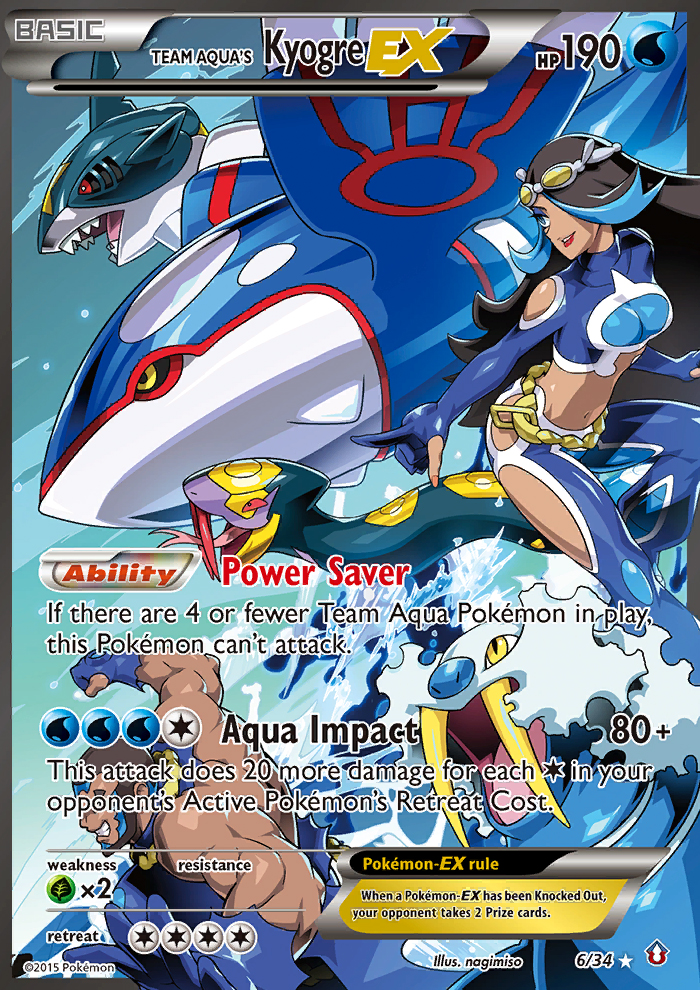 BASIC
TEAM AQUA'S Kyogre EX HP190
Ability Power Saver
If there are 4 or fewer Team Aqua Pokémon in play,
this Pokémon can't attack.
Aqua Impact 80+
This attack does 20 more damage for each in your
opponent's Active Pokémon's Retreat Cost.
weakness resistance
×2
retreat
Pokémon-EX rule
When a Pokémon-EX has been Knocked Out,
your opponent takes 2 Prize cards.
©2015 Pokémon
Illus. nagimiso 6/34